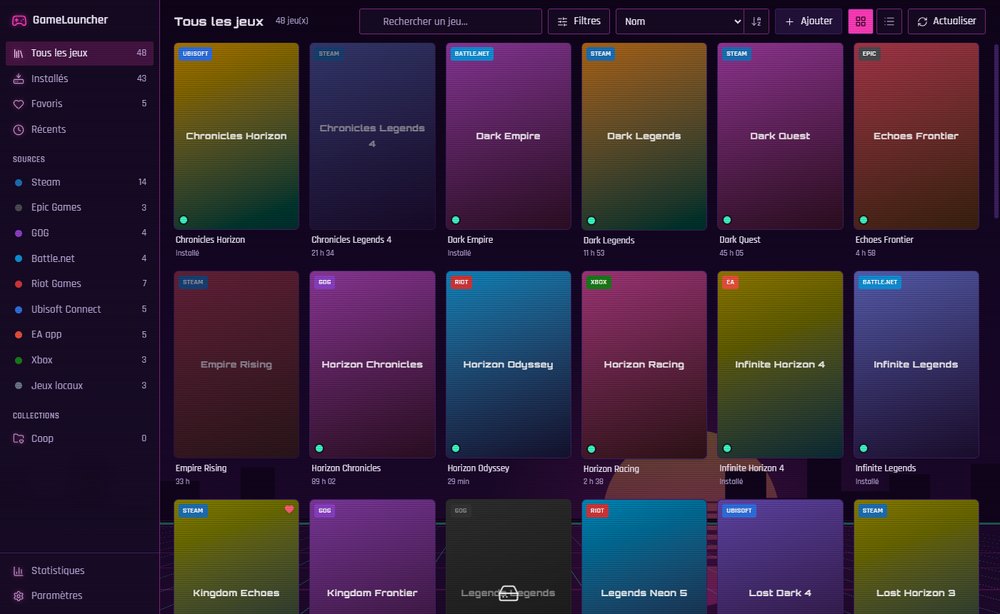 GameLauncher
Tous les jeux 48
Installés 43
Favoris 5
Récents
SOURCES
Steam 14
Epic Games 3
GOG 4
Battle.net 4
Riot Games 7
Ubisoft Connect 5
EA app 5
Xbox 3
Jeux locaux 3
COLLECTIONS
Coop 0
Statistiques
Paramètres
Tous les jeux 48 jeu(x) Rechercher un jeu... Filtres Nom Ajouter Actualiser
UBISOFT STEAM BATTLE.NET STEAM STEAM EPIC
Chronicles Horizon Chronicles Legends 4 Dark Empire Dark Legends Dark Quest Echoes Frontier
Chronicles Horizon Chronicles Legends 4 Dark Empire Dark Legends Dark Quest Echoes Frontier
Installé 21 h 34 Installé 11 h 53 45 h 05 4 h 58
STEAM GOG RIOT XBOX EA BATTLE.NET
Empire Rising Horizon Chronicles Horizon Odyssey Horizon Racing Infinite Horizon 4 Infinite Legends
Empire Rising Horizon Chronicles Horizon Odyssey Horizon Racing Infinite Horizon 4 Infinite Legends
33 h 89 h 02 29 min 2 h 38 Installé Installé
STEAM GOG GOG RIOT UBISOFT STEAM
Kingdom Echoes Kingdom Frontier Legends Legends Legends Neon 5 Lost Dark 4 Lost Horizon 3